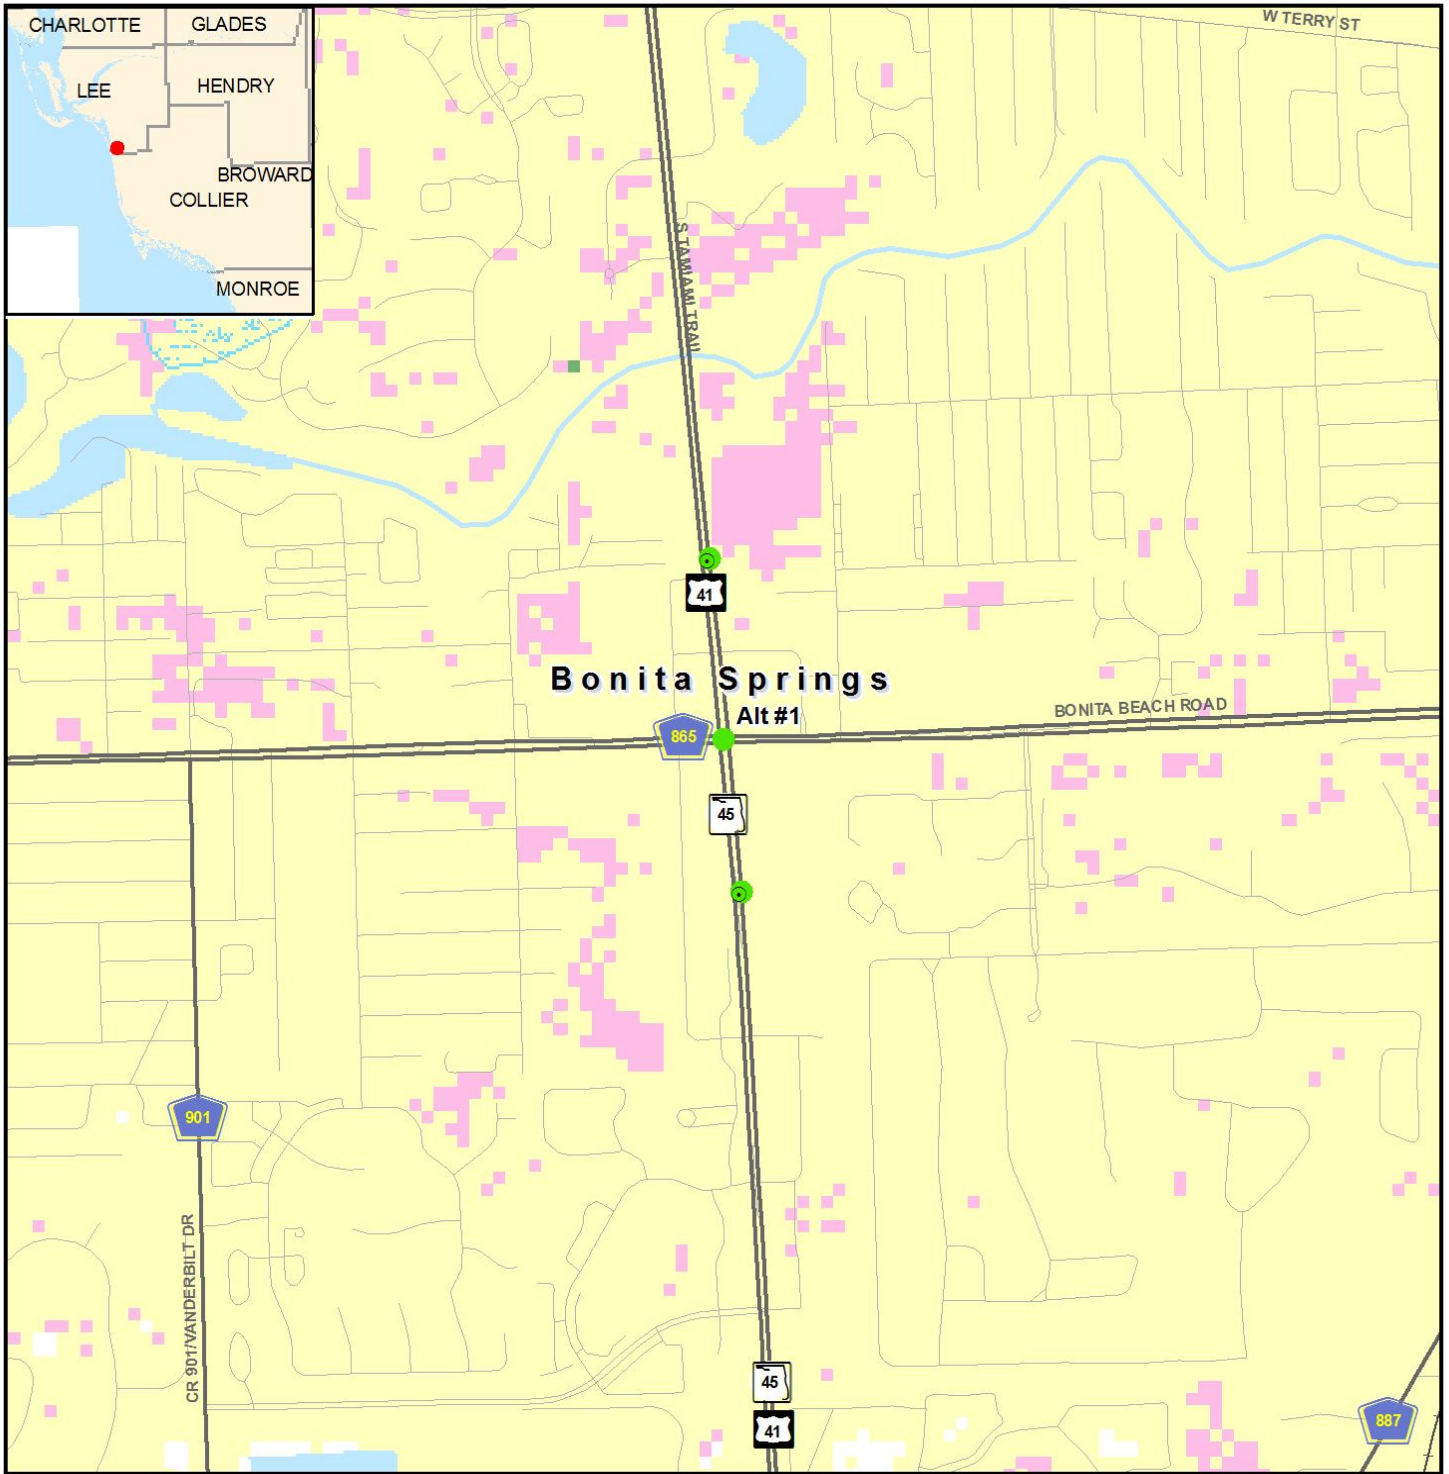 CHARLOTTE
GLADES
LEE
HENDRY
BROWARD
COLLIER
MONROE
W TERRY ST
S TAMIAMI TRAIL
41
Bonita Springs
Alt #1
865
BONITA BEACH ROAD
45
901
CR 901/VANDERBILT DR
45
41
887